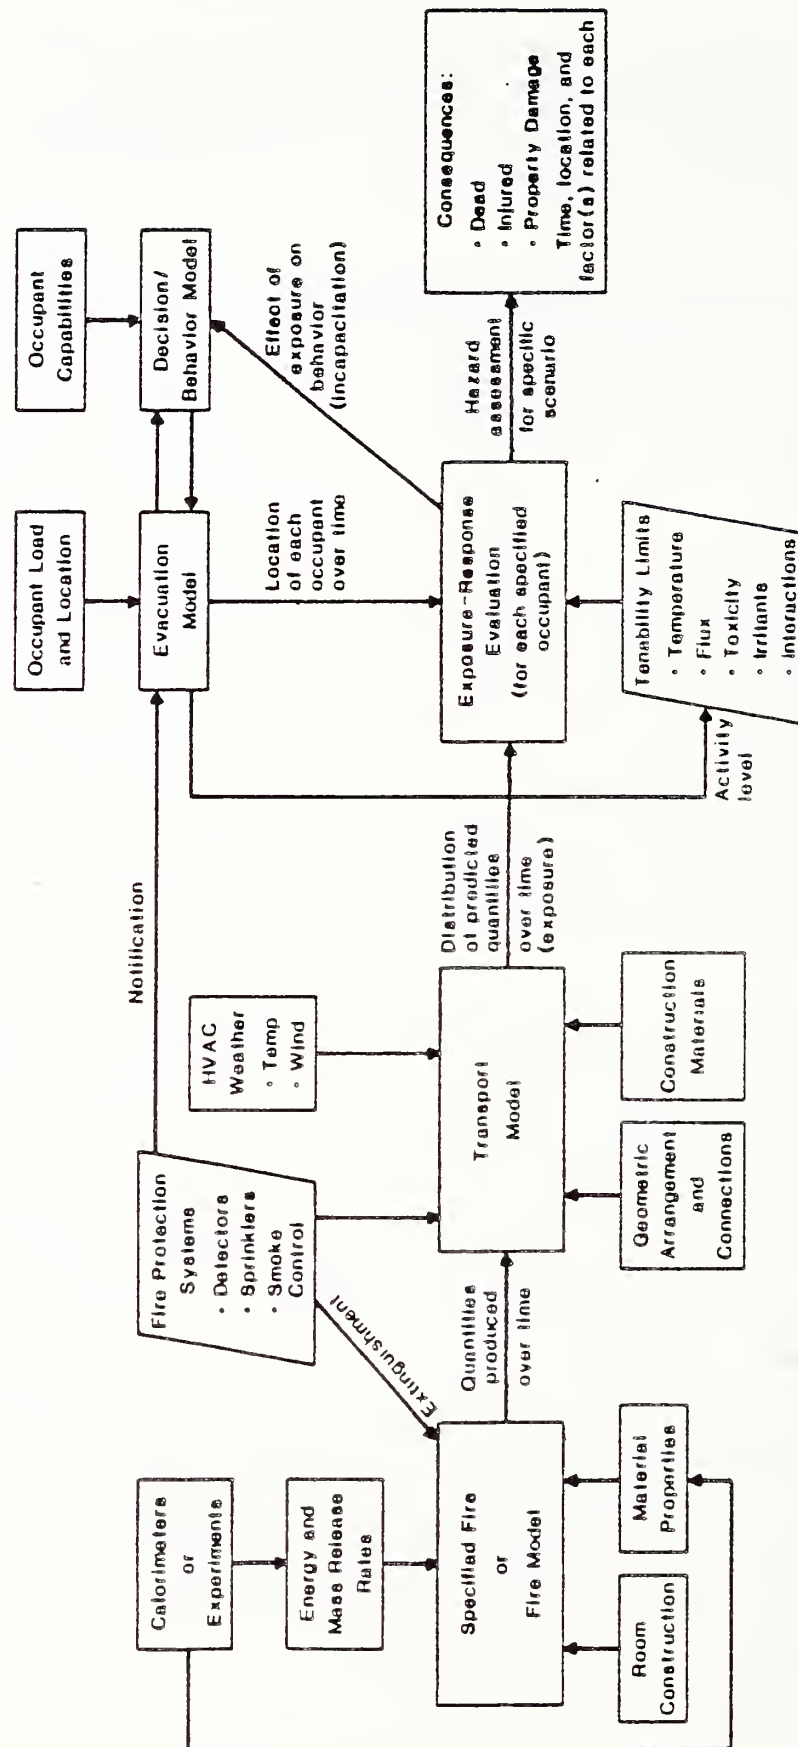 Calorimeters
or
Experiments
Energy and
Mass Release
Rates
Specified Fire
or
Fire Model
Room
Construction
Material
Properties
Fire Protection
Systems
• Detectors
• Sprinklers
• Smoke
Control
Extinguishment
Notification
Quantities
produced
over time
HVAC
Weather
• Temp
• Wind
Transport
Model
Geometric
Arrangement
and
Connections
Construction
Materials
Distribution
of predicted
quantities
over time
(exposure)
Occupant Load
and Location
Evacuation
Model
Occupant
Capabilities
Decision/
Behavior Model
Location
of each
occupant
over time
Effect of
exposure on
behavior
(incapacitation)
Exposure-Response
Evaluation
(for each specified
occupant)
Activity
level
Tenability Limits
• Temperature
• Flux
• Toxicity
• Irritants
• Interactions
Hazard
assessment
for specific
scenario
Consequences:
• Dead
• Injured
• Property Damage
Time, location, and
factor(s) related to each